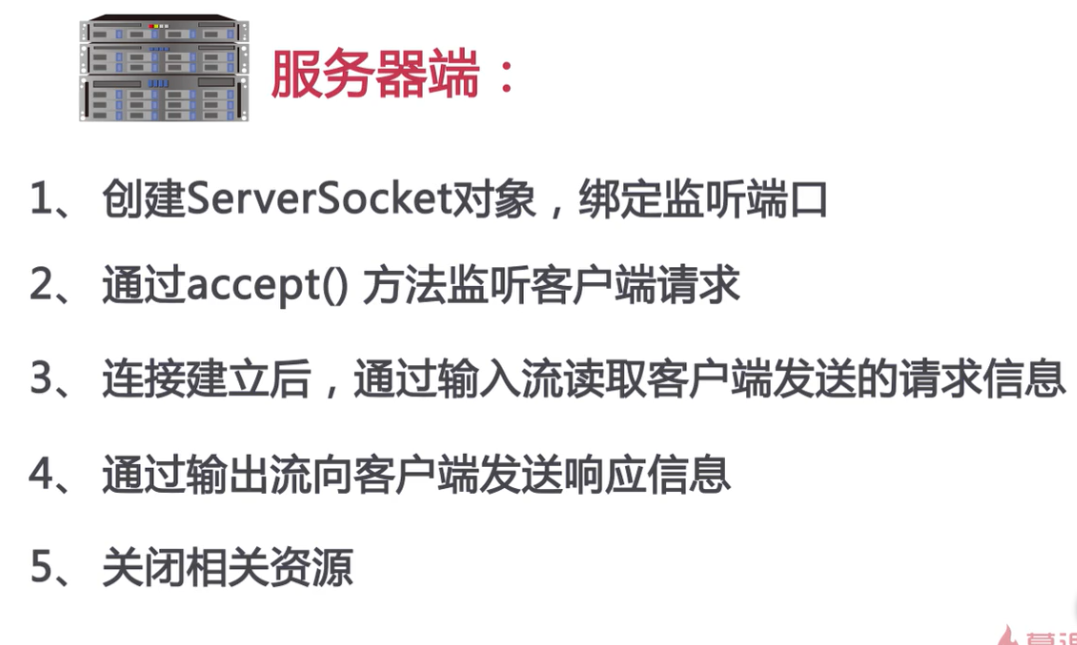 服务器端：
1、 创建ServerSocket对象，绑定监听端口
2、 通过accept() 方法监听客户端请求
3、 连接建立后，通过输入流读取客户端发送的请求信息
4、 通过输出流向客户端发送响应信息
5、 关闭相关资源